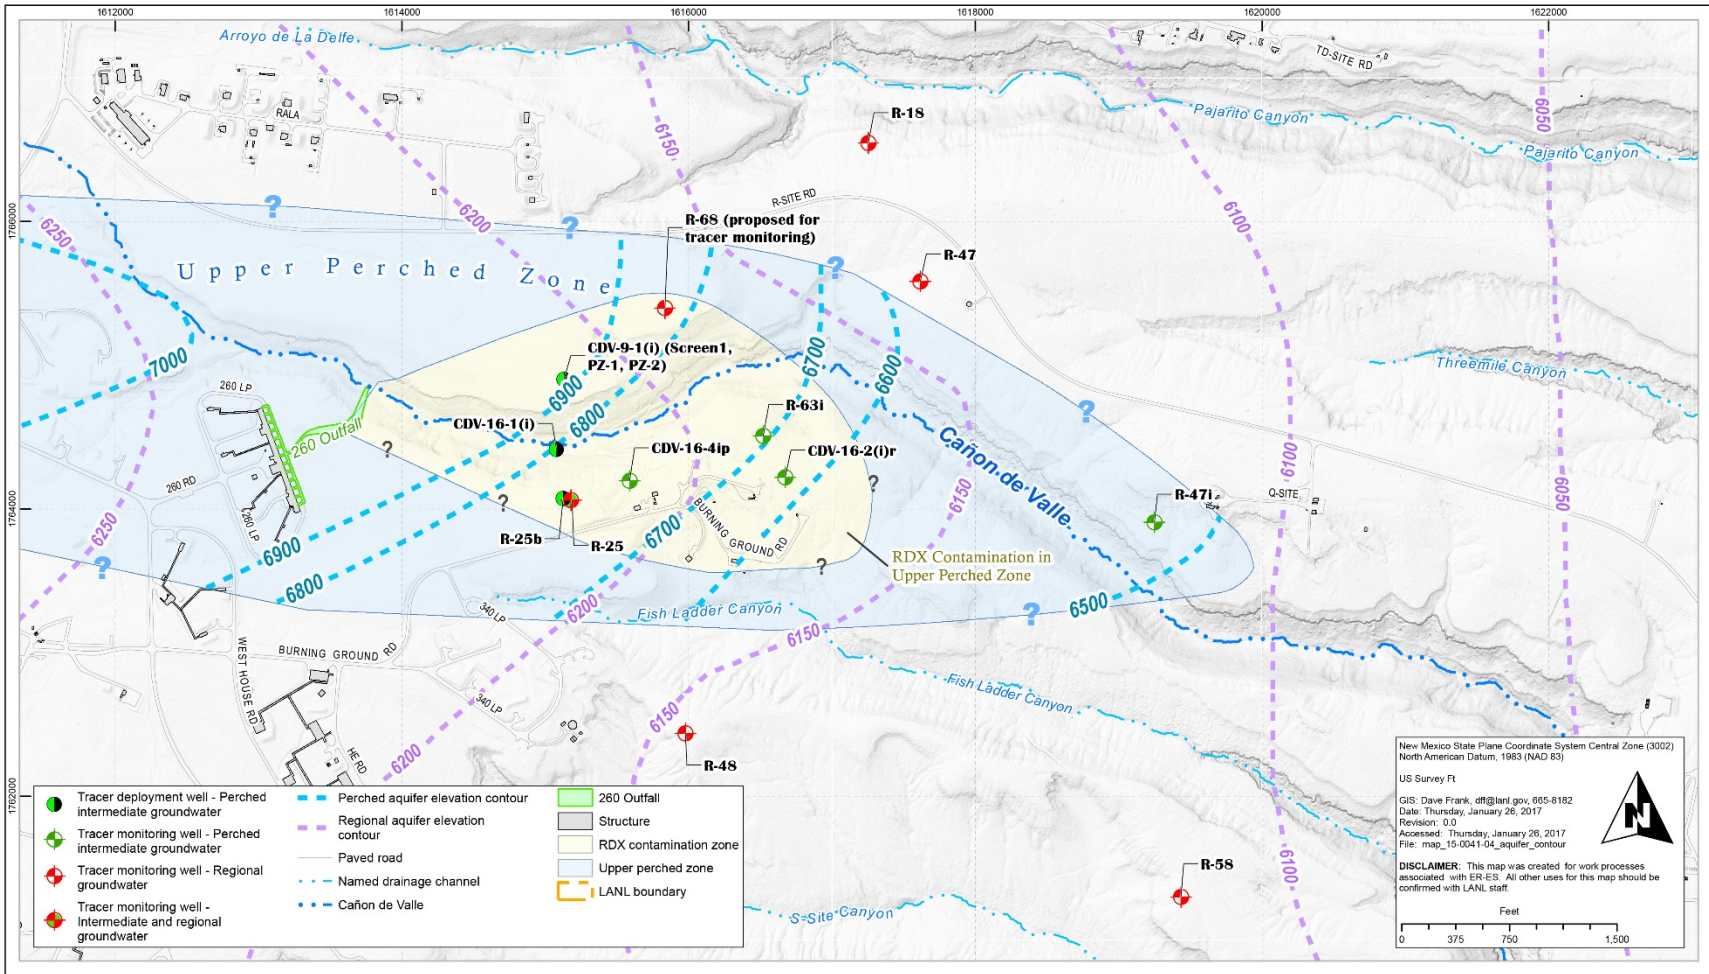 1612000
1614000
1616000
1618000
1620000
1622000
Arroyo de La Delfe
TD-SITE RD
RALA
6150
R-18
Pajarito Canyon
6050
Pajarito Canyon
1766000
?
?
6200
R-SITE RD
R-68 (proposed for
tracer monitoring)
6100
6250
Upper Perched Zone
?
R-47
7000
CDV-9-1(i) (Screen1,
PZ-1, PZ-2)
6900
6800
6700
6600
Threemile Canyon
260 LP
260 Outfall
CDV-16-1(i)
R-63i
?
?
Cañon de Valle
CDV-16-4ip
CDV-16-2(i)r
?
6100
260 RD
?
6150
R-47i
Q-SITE
6050
1764000
6250
260 LP
6900
R-25b
R-25
6700
BURNING GROUND RD
RDX Contamination in
Upper Perched Zone
?
?
6800
340 LP
6200
Fish Ladder Canyon
6150
?
6500
BURNING GROUND RD
WEST HOUSE RD
340 LP
6150
Fish Ladder Canyon
6200
HE RD
R-48
1762000
R-58
6100
S-Site Canyon
Tracer deployment well - Perched
intermediate groundwater
Tracer monitoring well - Perched
intermediate groundwater
Tracer monitoring well - Regional
groundwater
Tracer monitoring well -
Intermediate and regional
groundwater
Perched aquifer elevation contour
Regional aquifer elevation
contour
Paved road
Named drainage channel
Cañon de Valle
260 Outfall
Structure
RDX contamination zone
Upper perched zone
LANL boundary
New Mexico State Plane Coordinate System Central Zone (3002)
North American Datum, 1983 (NAD 83)
US Survey Ft
GIS: Dave Frank, dff@lanl.gov, 665-8182
Date: Thursday, January 26, 2017
Revision: 0.0
Accessed: Thursday, January 26, 2017
File: map_15-0041-04_aquifer_contour
N
DISCLAIMER: This map was created for work processes
associated with ER-ES. All other uses for this map should be
confirmed with LANL staff.
Feet
0 375 750 1,500